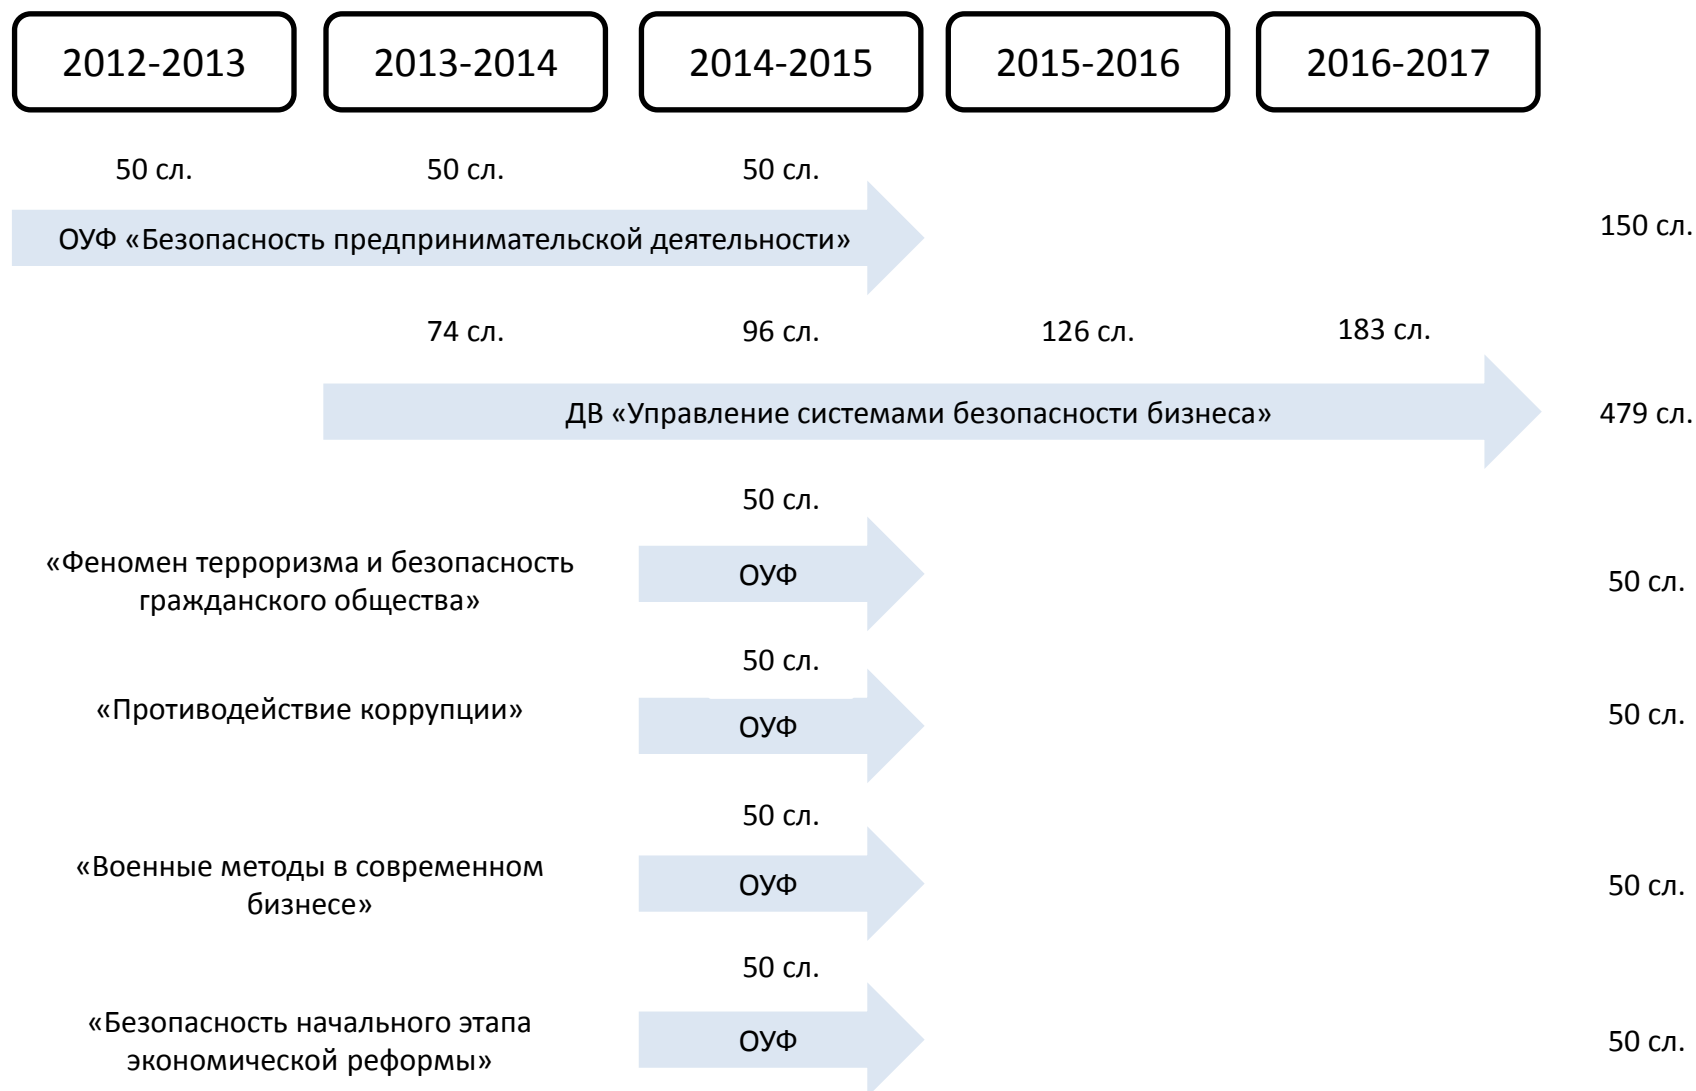 2012-2013
2013-2014
2014-2015
2015-2016
2016-2017
50 сл.
50 сл.
50 сл.
ОУФ «Безопасность предпринимательской деятельности»
150 сл.
74 сл.
96 сл.
126 сл.
183 сл.
ДВ «Управление системами безопасности бизнеса»
479 сл.
50 сл.
«Феномен терроризма и безопасность
гражданского общества»
ОУФ
50 сл.
50 сл.
«Противодействие коррупции»
ОУФ
50 сл.
50 сл.
«Военные методы в современном
бизнесе»
ОУФ
50 сл.
50 сл.
«Безопасность начального этапа
экономической реформы»
ОУФ
50 сл.